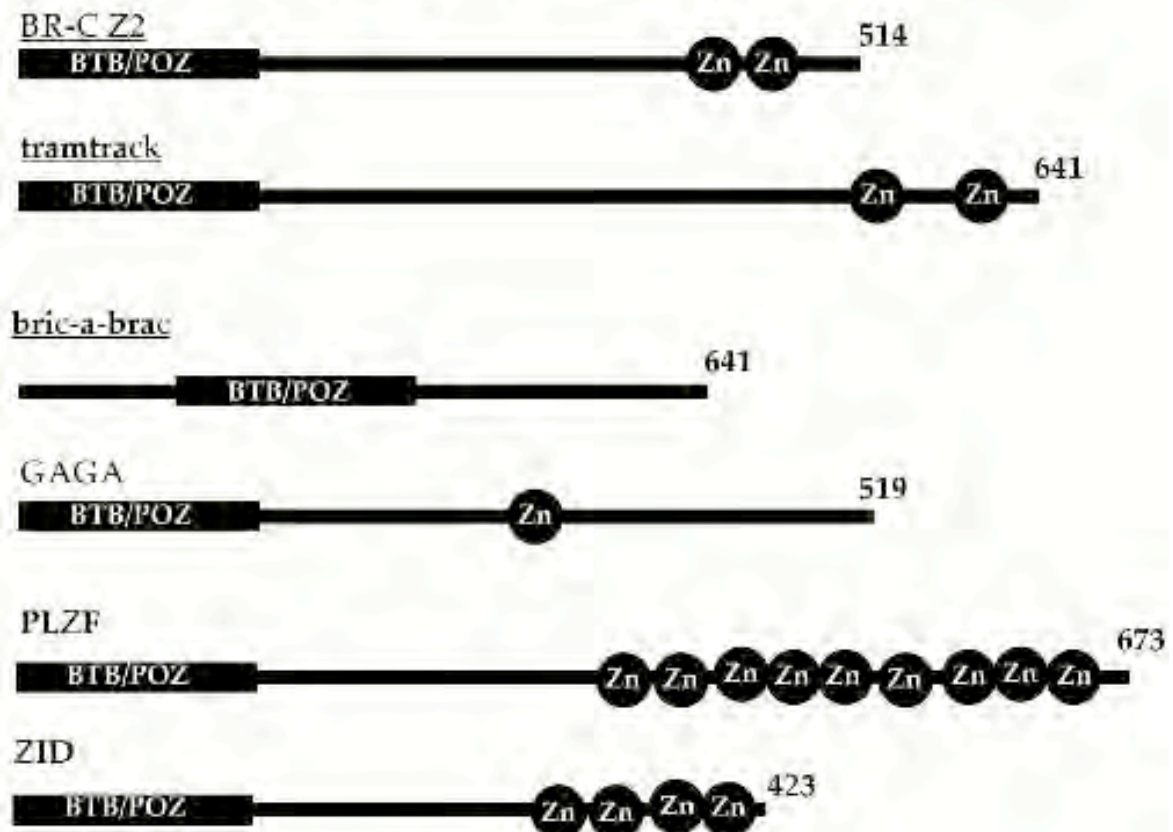 BR-C Z2
514
BTB/POZ Zn Zn
tramtrack
641
BTB/POZ Zn Zn
bric-a-brac
641
BTB/POZ
GAGA
519
BTB/POZ Zn
PLZF
673
BTB/POZ Zn Zn Zn Zn Zn Zn Zn Zn Zn
ZID
423
BTB/POZ Zn Zn Zn Zn